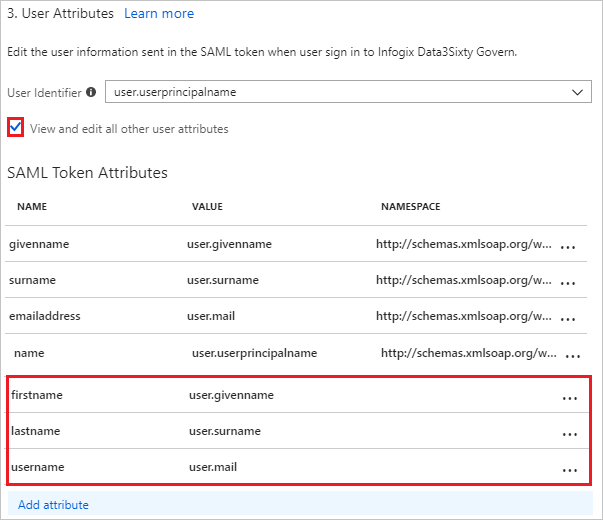 3. User Attributes Learn more
Edit the user information sent in the SAML token when user sign in to Infogix Data3Sixty Govern.
User Identifier user.userprincipalname
View and edit all other user attributes
SAML Token Attributes
NAME VALUE NAMESPACE
givenname user.givenname http://schemas.xmlsoap.org/w... ...
surname user.surname http://schemas.xmlsoap.org/w... ...
emailaddress user.mail http://schemas.xmlsoap.org/w... ...
name user.userprincipalname http://schemas.xmlsoap.org/w... ...
firstname user.givenname ...
lastname user.surname ...
username user.mail ...
Add attribute